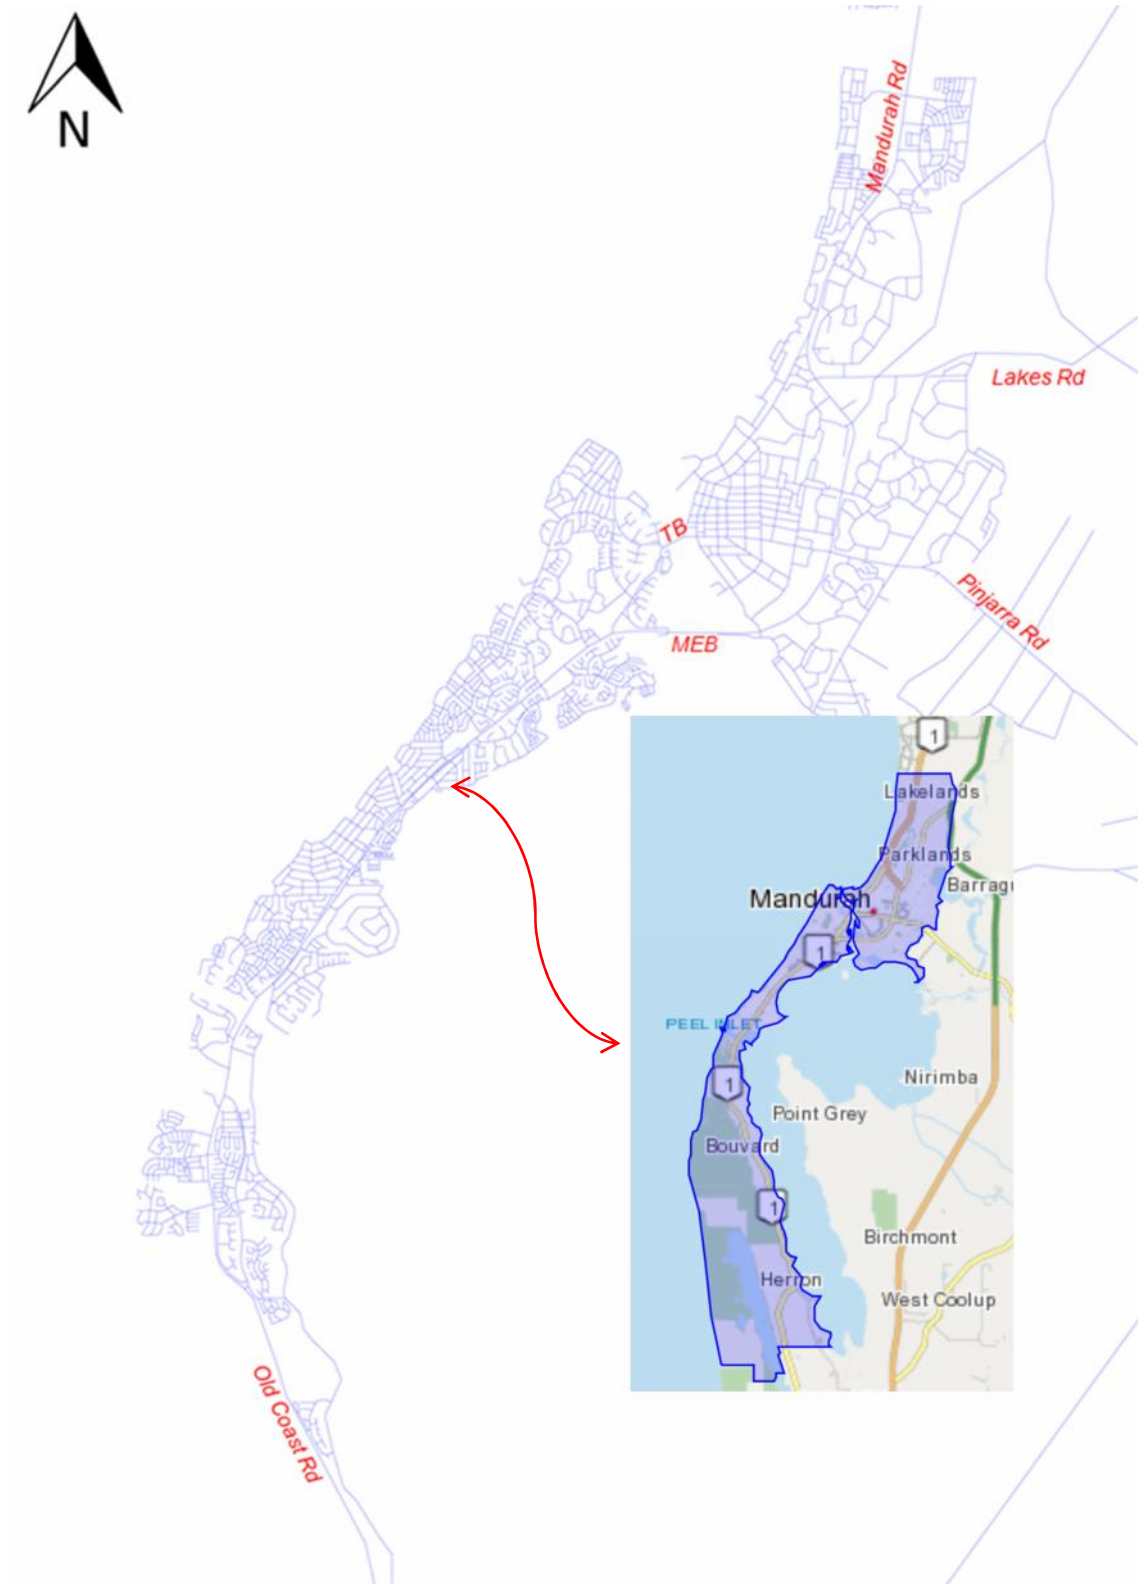 N
Mandurah Rd
Lakes Rd
TB
Pinjarra Rd
MEB
1
Lakelands
Parklands
Barragu
Mandurah
1
PEEL INLET
Nirimba
1
Point Grey
Bouvard
1
Birchmont
Herron
West Coolup
Old Coast Rd